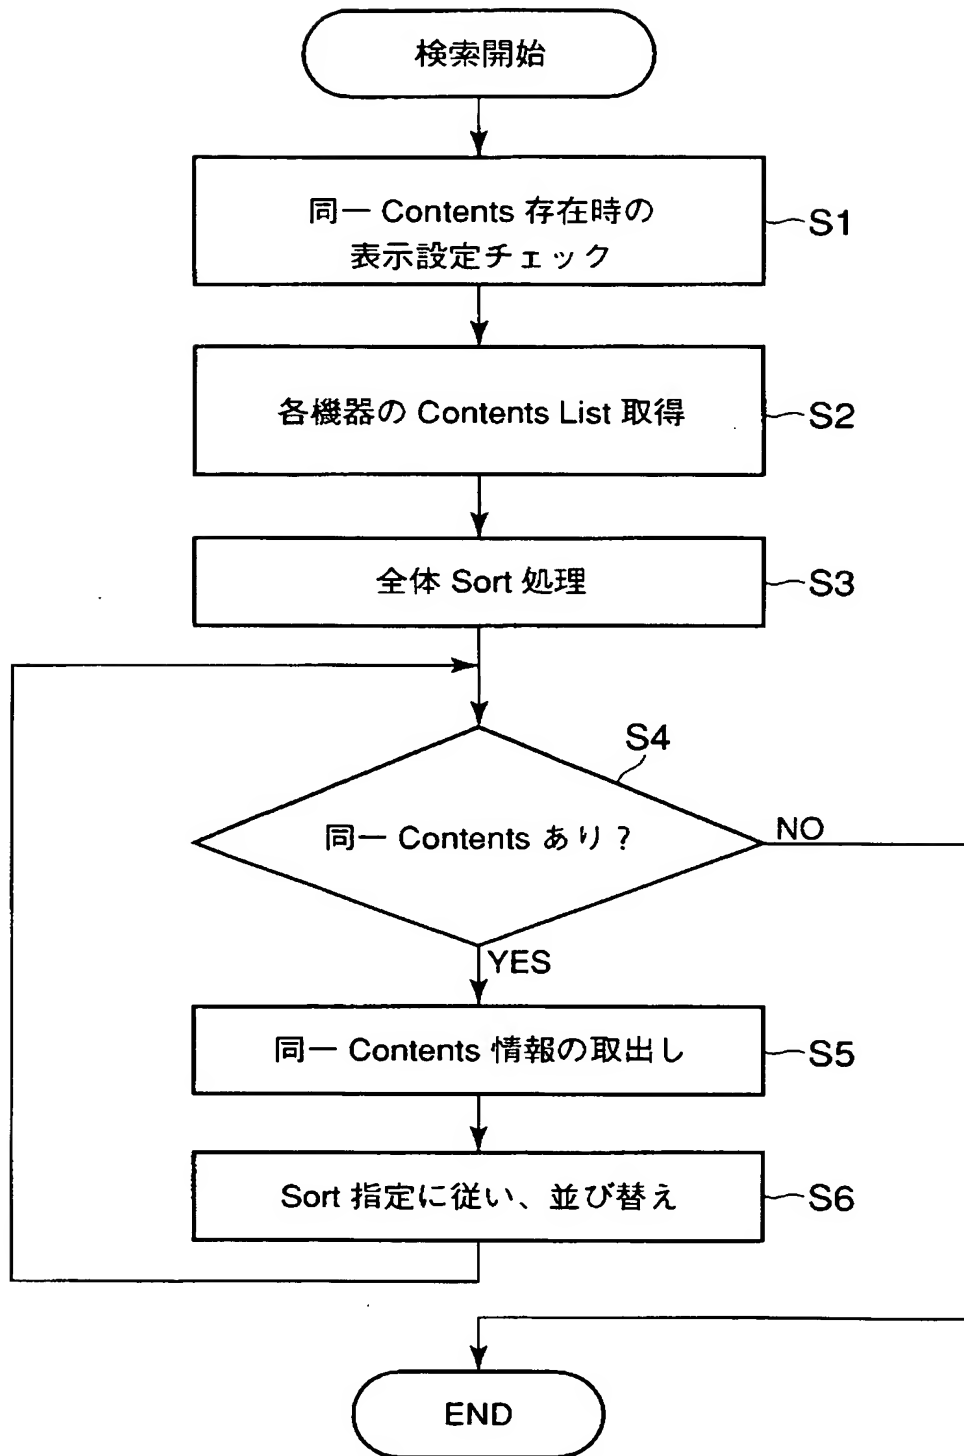 検索開始
同一 Contents 存在時の
表示設定チェック
S1
各機器の Contents List 取得
S2
全体 Sort 処理
S3
S4
同一 Contents あり?
NO
YES
同一 Contents 情報の取出し
S5
Sort 指定に従い、並び替え
S6
END